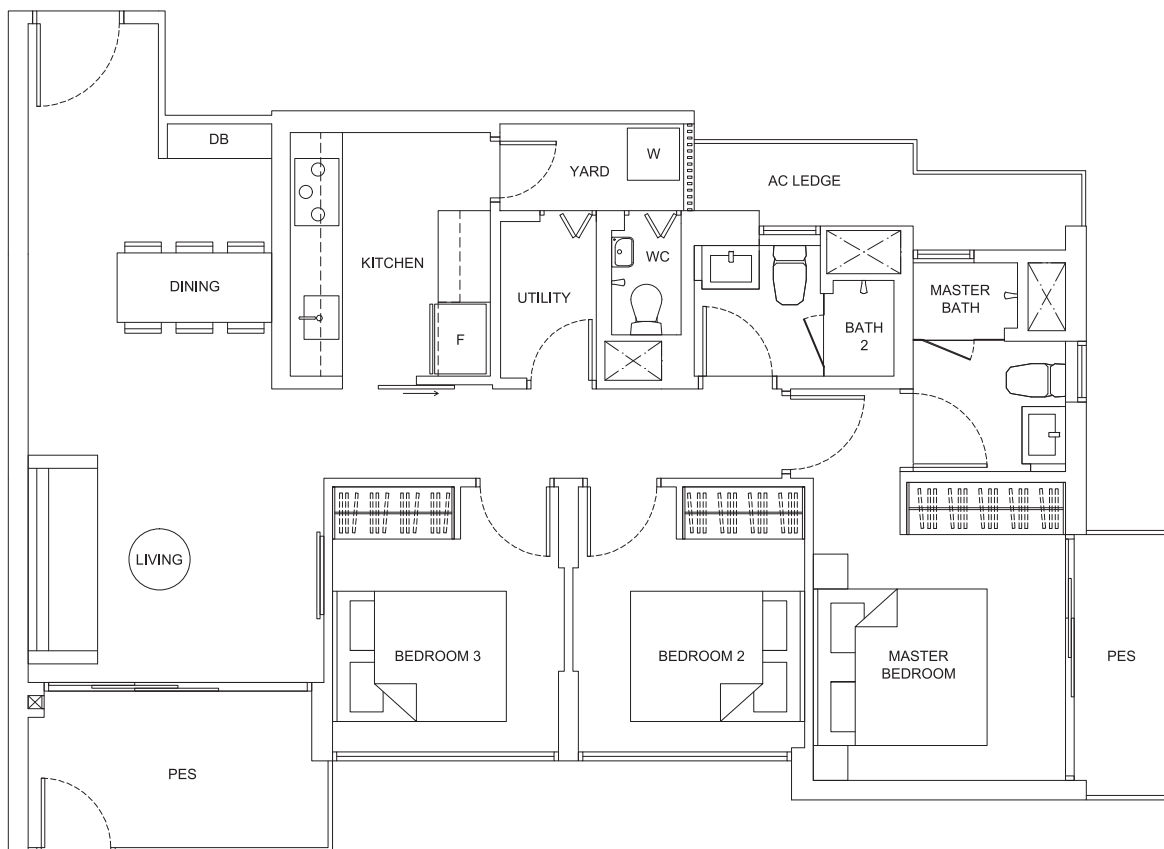 DB
W
YARD
AC LEDGE
KITCHEN
WC
DINING
UTILITY
MASTER
BATH
BATH
2
F
LIVING
BEDROOM 3
BEDROOM 2
MASTER
BEDROOM
PES
PES